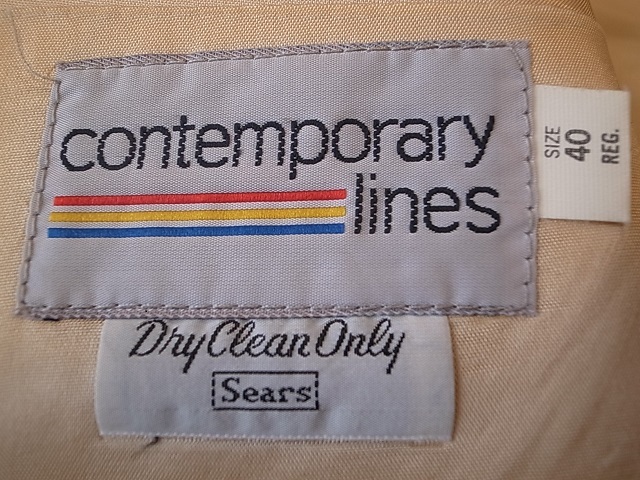 contemporary
lines
SIZE
40
REG.
Dry Clean Only
Sears